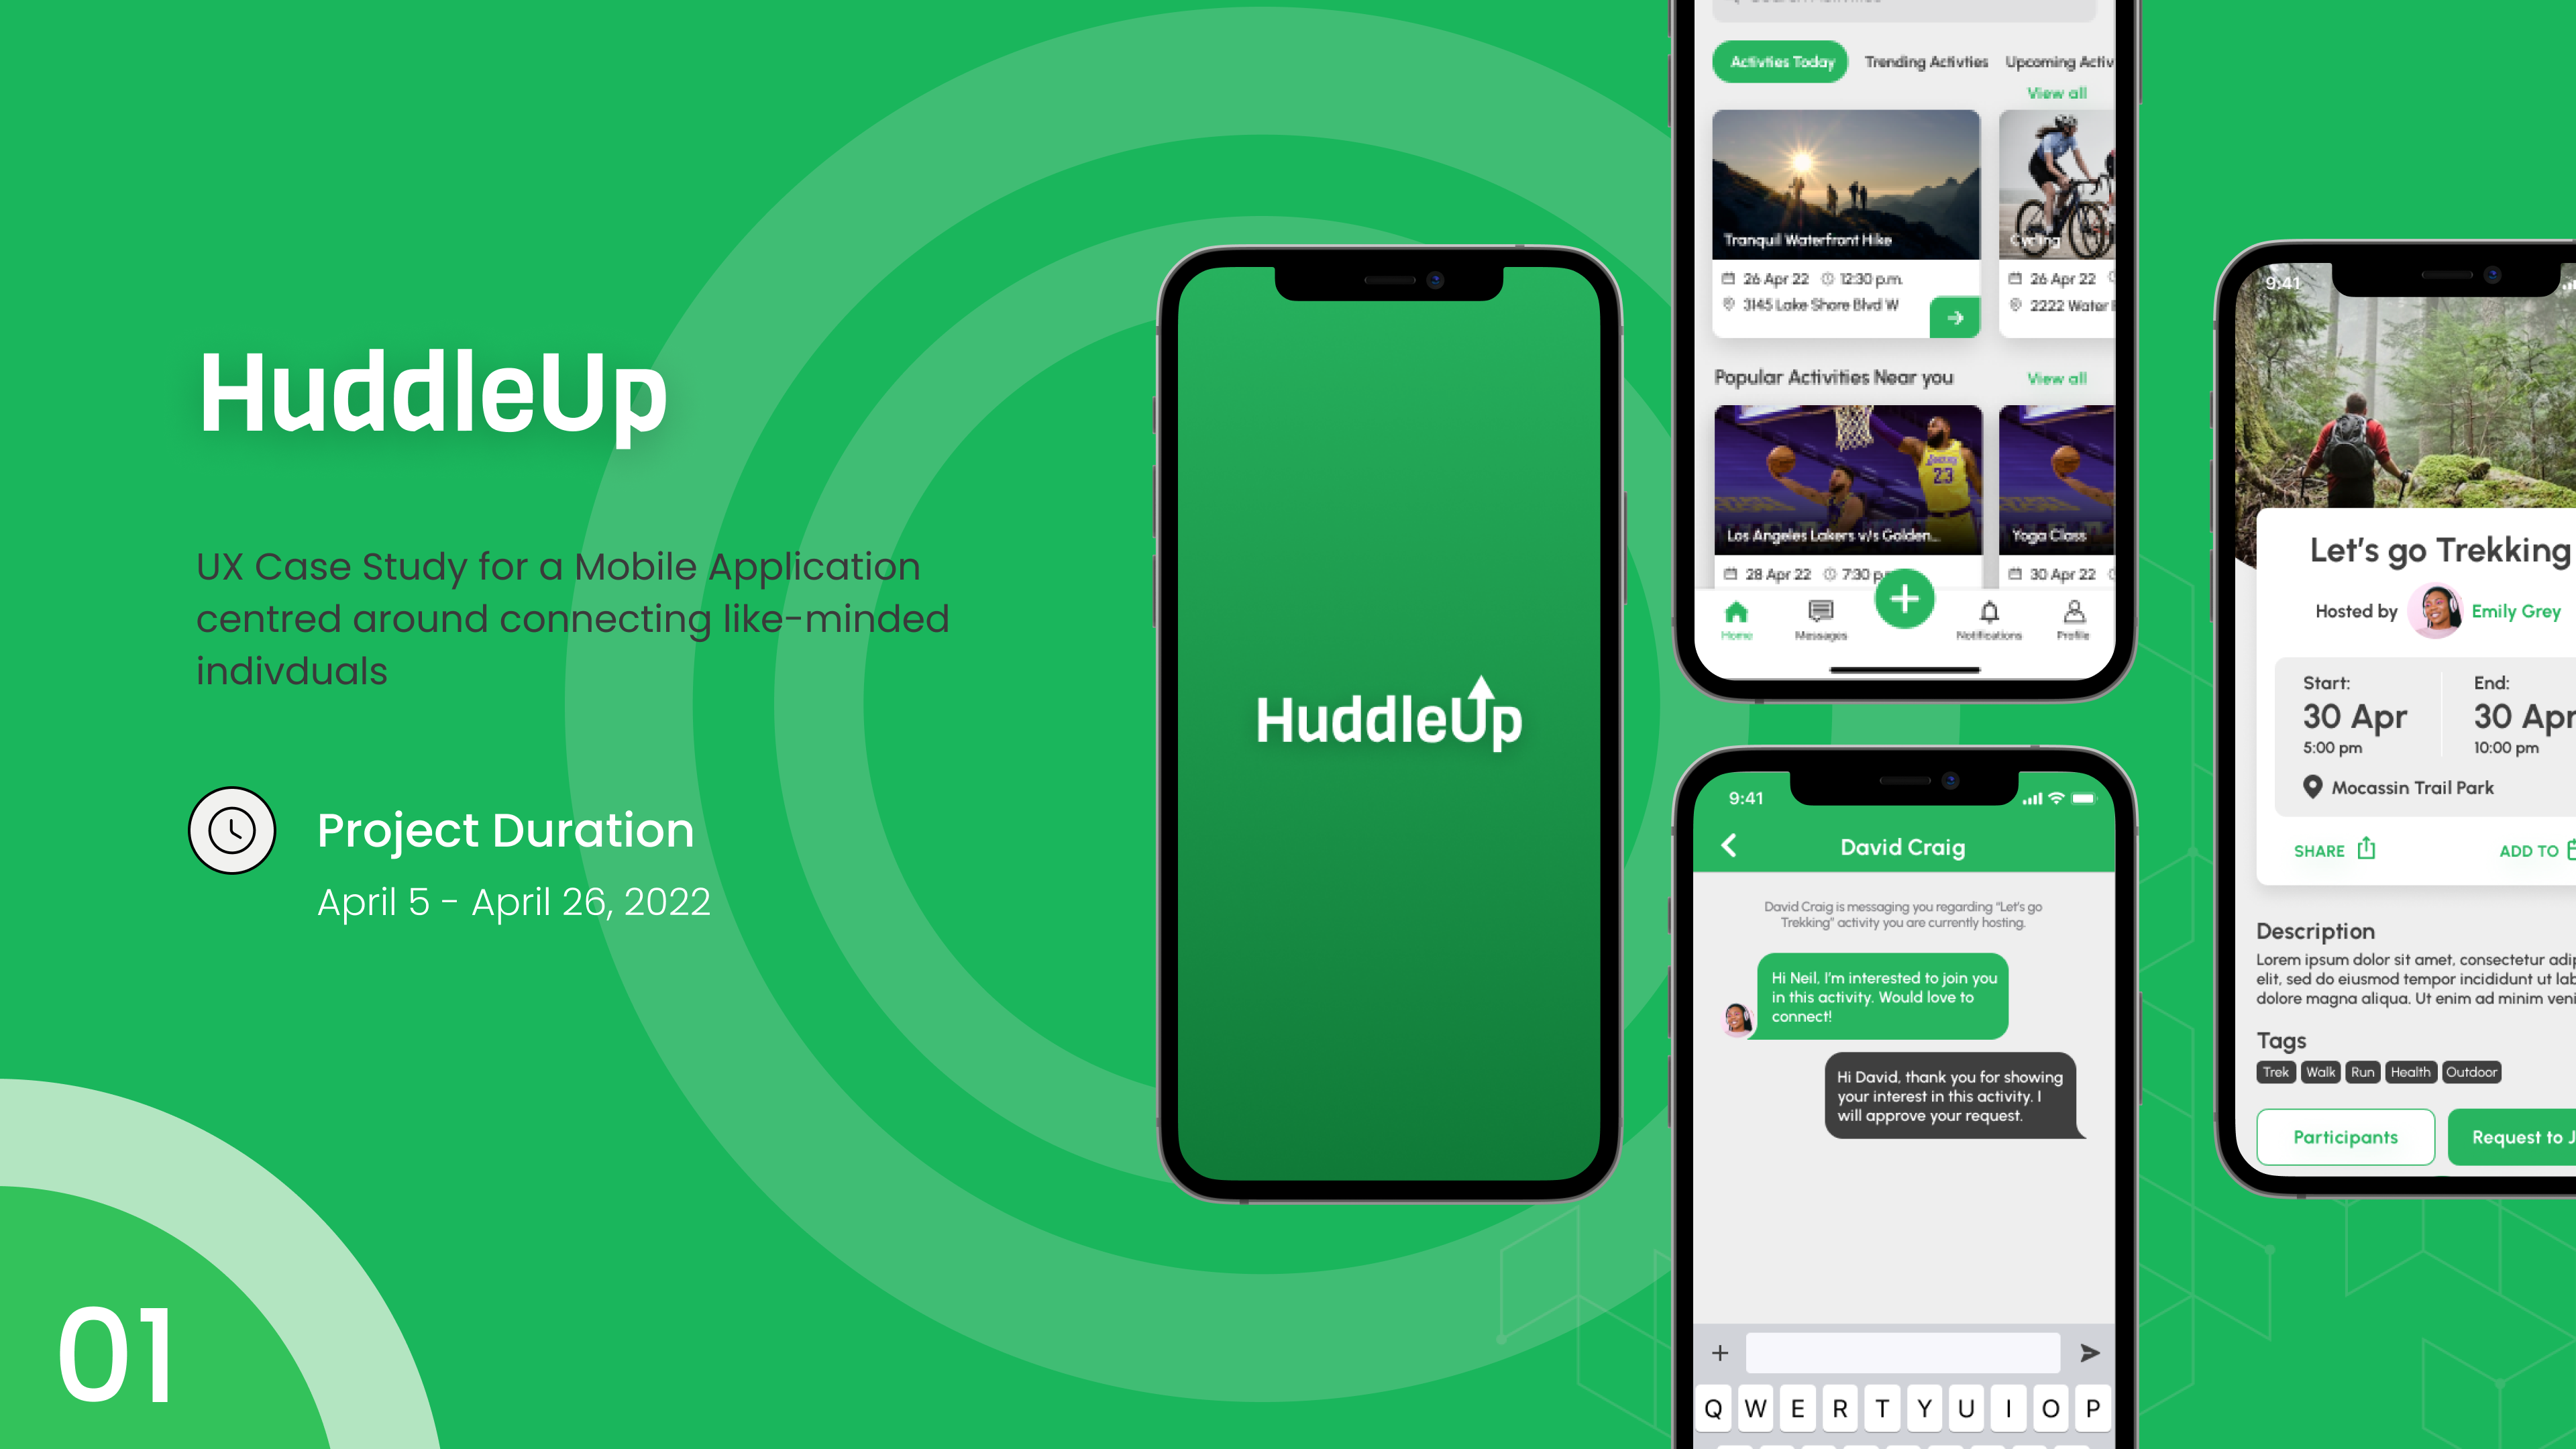 HuddleUp
UX Case Study for a Mobile Application
centred around connecting like-minded
indivduals
Project Duration
April 5 - April 26, 2022
01
HuddleUp
Search Activities
Activties Today
Trending Activties
Upcoming Activ
View all
Tranquil Waterfront Hike
Cycling
26 Apr 22
12:30 p.m.
26 Apr 22
3145 Lake Shore Blvd W
2222 Water
Popular Activities Near you
View all
LAKERS
23
Los Angeles Lakers v/s Golden...
Yoga Class
28 Apr 22
7:30 p
30 Apr 22
Home
Messages
Notifications
Profile
9:41
David Craig
David Craig is messaging you regarding "Let's go
Trekking" activity you are currently hosting.
Hi Neil, I'm interested to join you
in this activity. Would love to
connect!
Hi David, thank you for showing
your interest in this activity. I
will approve your request.
Q W E R T Y U I O P
9:41
Let's go Trekking
Hosted by
Emily Grey
Start:
End:
30 Apr
30 Apr
5:00 pm
10:00 pm
Mocassin Trail Park
SHARE
ADD TO
Description
Lorem ipsum dolor sit amet, consectetur adip
elit, sed do eiusmod tempor incididunt ut lab
dolore magna aliqua. Ut enim ad minim veni
Tags
Trek Walk Run Health Outdoor
Participants
Request to J